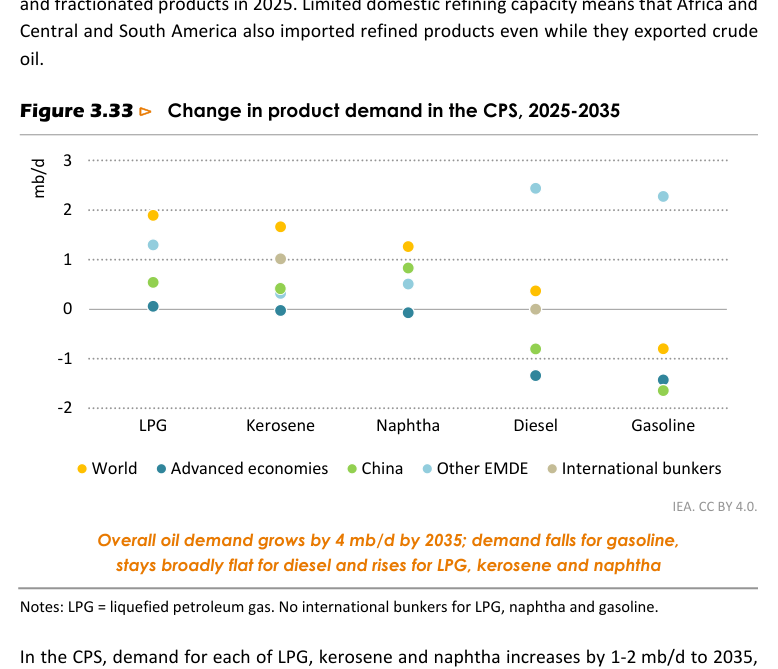 and fractionated products in 2025. Limited domestic refining capacity means that Africa and
Central and South America also imported refined products even while they exported crude
oil.
Figure 3.33 ▻ Change in product demand in the CPS, 2025-2035
mb/d
3
2
1
0
-1
-2
LPG Kerosene Naphtha Diesel Gasoline
World Advanced economies China Other EMDE International bunkers
IEA. CC BY 4.0.
Overall oil demand grows by 4 mb/d by 2035; demand falls for gasoline,
stays broadly flat for diesel and rises for LPG, kerosene and naphtha
Notes: LPG = liquefied petroleum gas. No international bunkers for LPG, naphtha and gasoline.
In the CPS, demand for each of LPG, kerosene and naphtha increases by 1-2 mb/d to 2035,